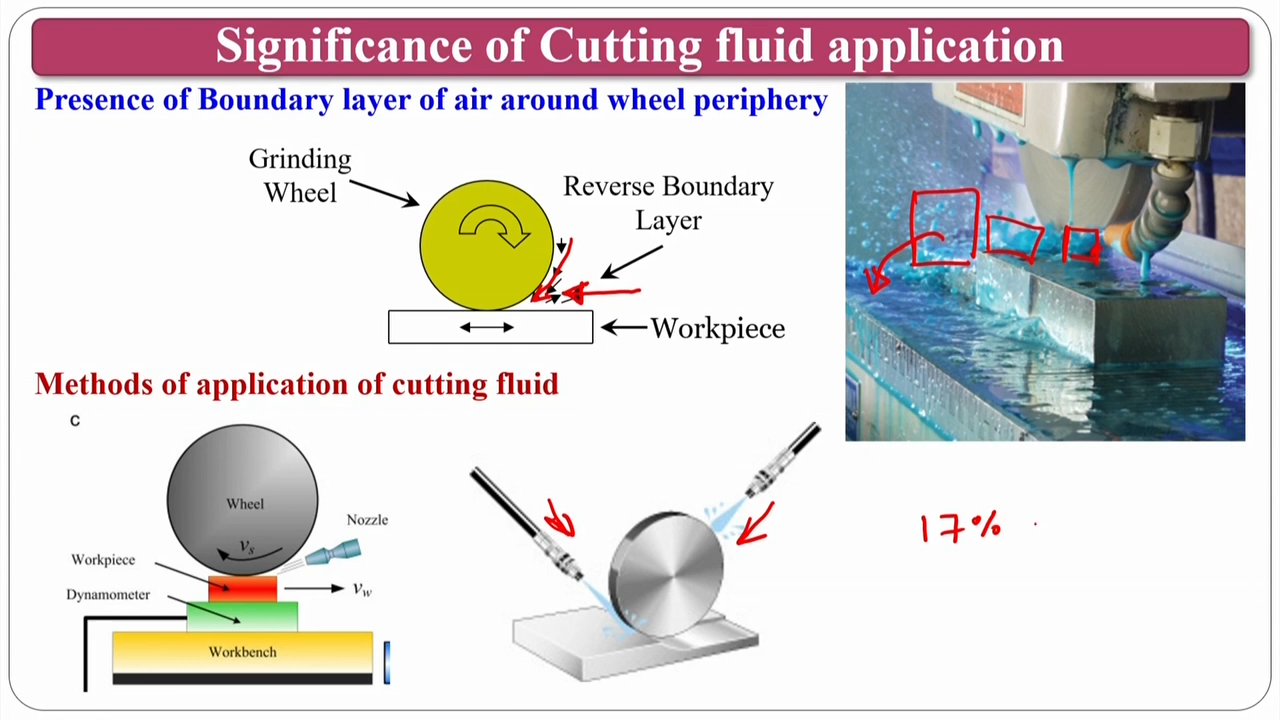 Significance of Cutting fluid application
Presence of Boundary layer of air around wheel periphery
Grinding
Wheel
Reverse Boundary
Layer
Workpiece
Methods of application of cutting fluid
C
Wheel
Nozzle
vs
Workpiece
vw
Dynamometer
Workbench
17%